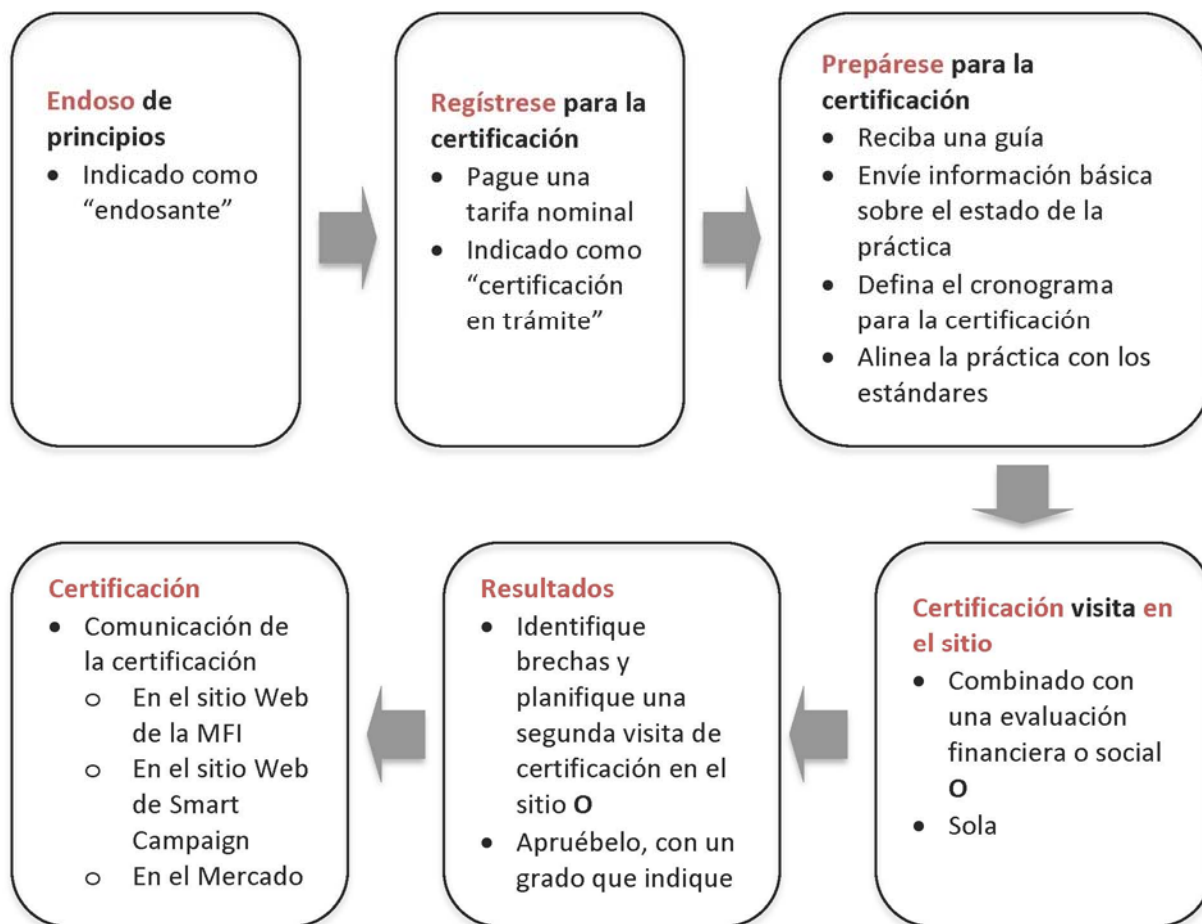 Endoso de
principios
• Indicado como
“endosante”
Regístrese para la
certificación
• Pague una
tarifa nominal
• Indicado como
“certificación
en trámite”
Prepárese para la
certificación
• Reciba una guía
• Envíe información básica
sobre el estado de la
práctica
• Defina el cronograma
para la certificación
• Alinea la práctica con los
estándares
Certificación visita en
el sitio
• Combinado con
una evaluación
financiera o social
O
• Sola
Resultados
• Identifique
brechas y
planifique una
segunda visita de
certificación en el
sitio O
• Apruébelo, con un
grado que indique
Certificación
• Comunicación de
la certificación
o En el sitio Web
de la MFI
o En el sitio Web
de Smart
Campaign
o En el Mercado